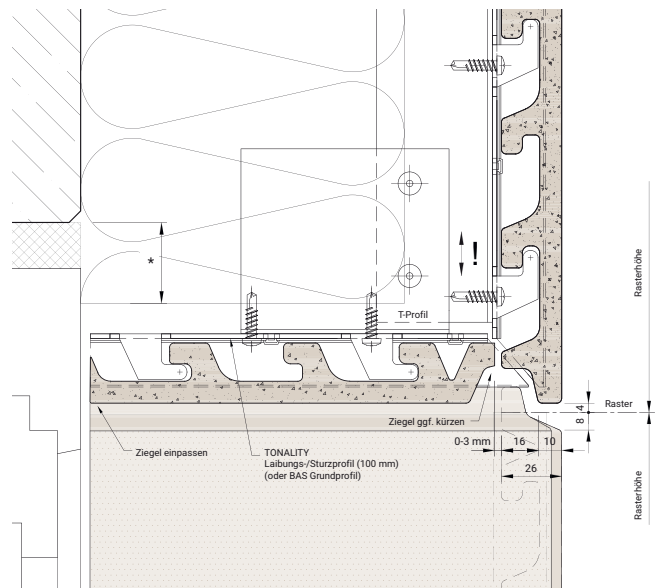 Rasterhöhe
*
!
T-Profil
Raster
4
8
Ziegel ggf. kürzen
0-3 mm
16
10
26
Ziegel einpassen
TONALITY
Laibungs-/Sturzprofil (100 mm)
(oder BAS Grundprofil)
Rasterhöhe